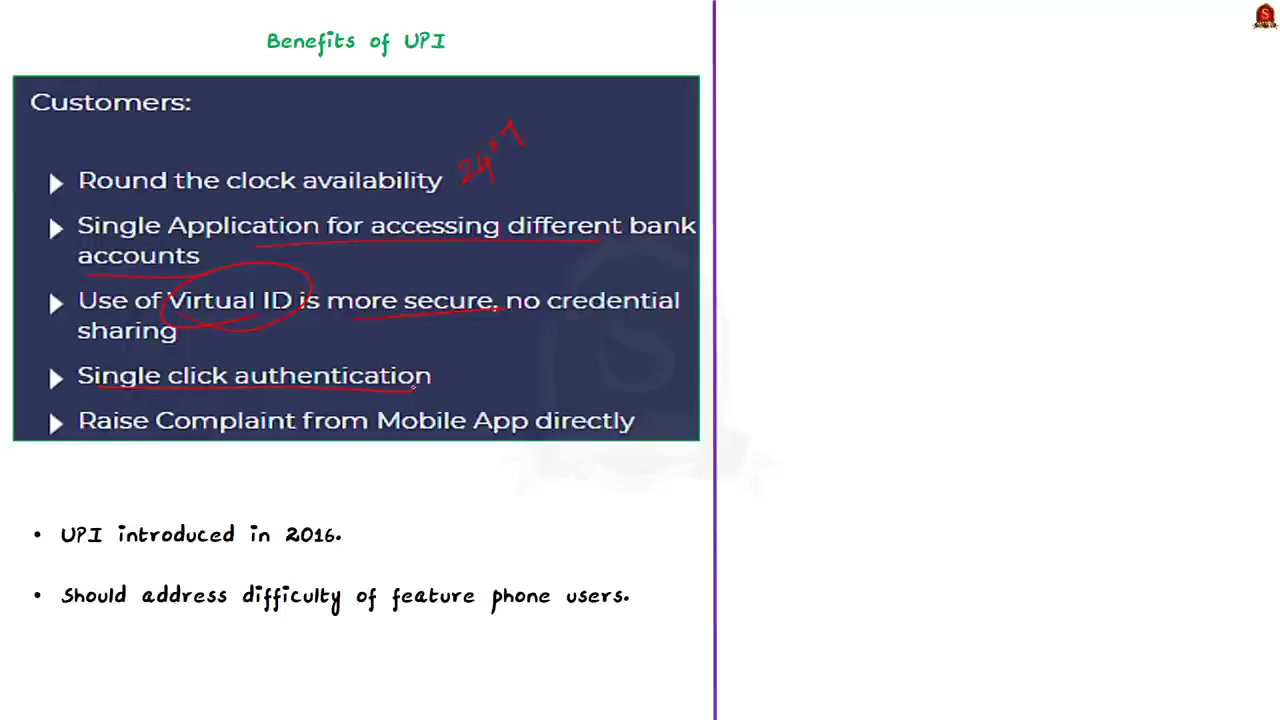 Benefits of UPI
Customers:
Round the clock availability 24x7
Single Application for accessing different bank
accounts
Use of Virtual ID is more secure, no credential
sharing
Single click authentication
Raise Complaint from Mobile App directly
• UPI introduced in 2016.
• Should address difficulty of feature phone users.
S